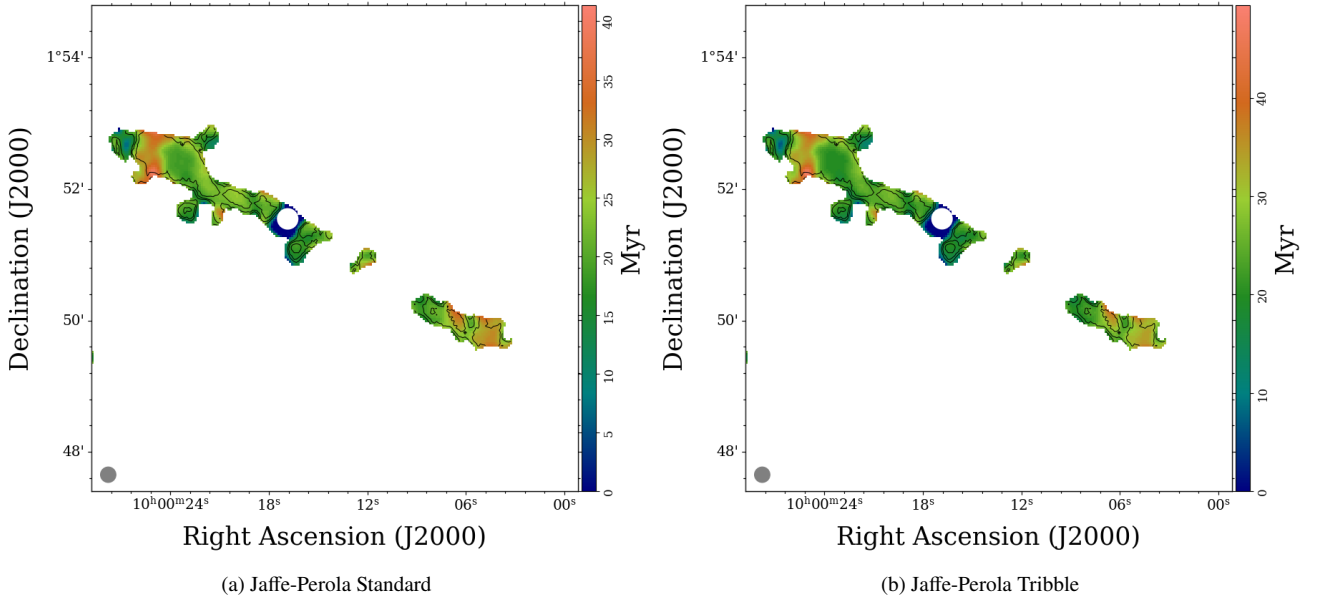 1°54'
52'
50'
48'
Declination (J2000)
10ʰ00ᵐ24ˢ
18ˢ
12ˢ
06ˢ
00ˢ
Right Ascension (J2000)
40
35
30
25
20
15
10
5
0
Myr
(a) Jaffe-Perola Standard
1°54'
52'
50'
48'
Declination (J2000)
10ʰ00ᵐ24ˢ
18ˢ
12ˢ
06ˢ
00ˢ
Right Ascension (J2000)
40
30
20
10
0
Myr
(b) Jaffe-Perola Tribble